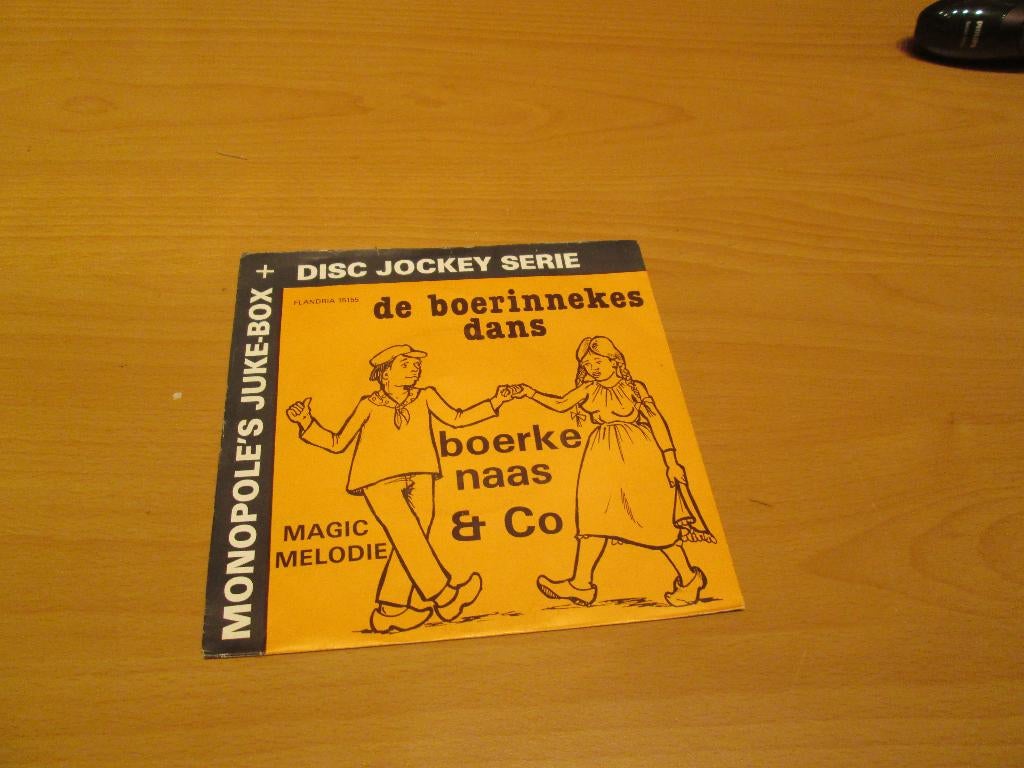 MONOPOLE'S JUKE-BOX +
DISC JOCKEY SERIE
FLANDRIA 15155
de boerinnekes
dans
boerke
naas
& Co
MAGIC
MELODIE